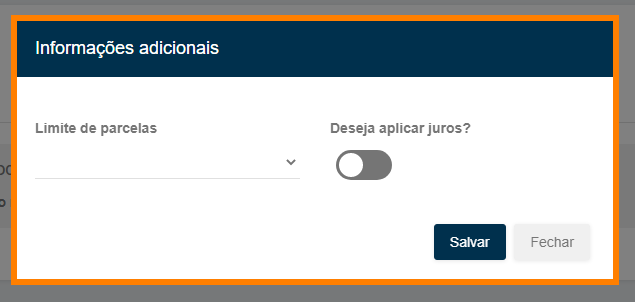 Informações adicionais
Limite de parcelas
Deseja aplicar juros?
Salvar
Fechar